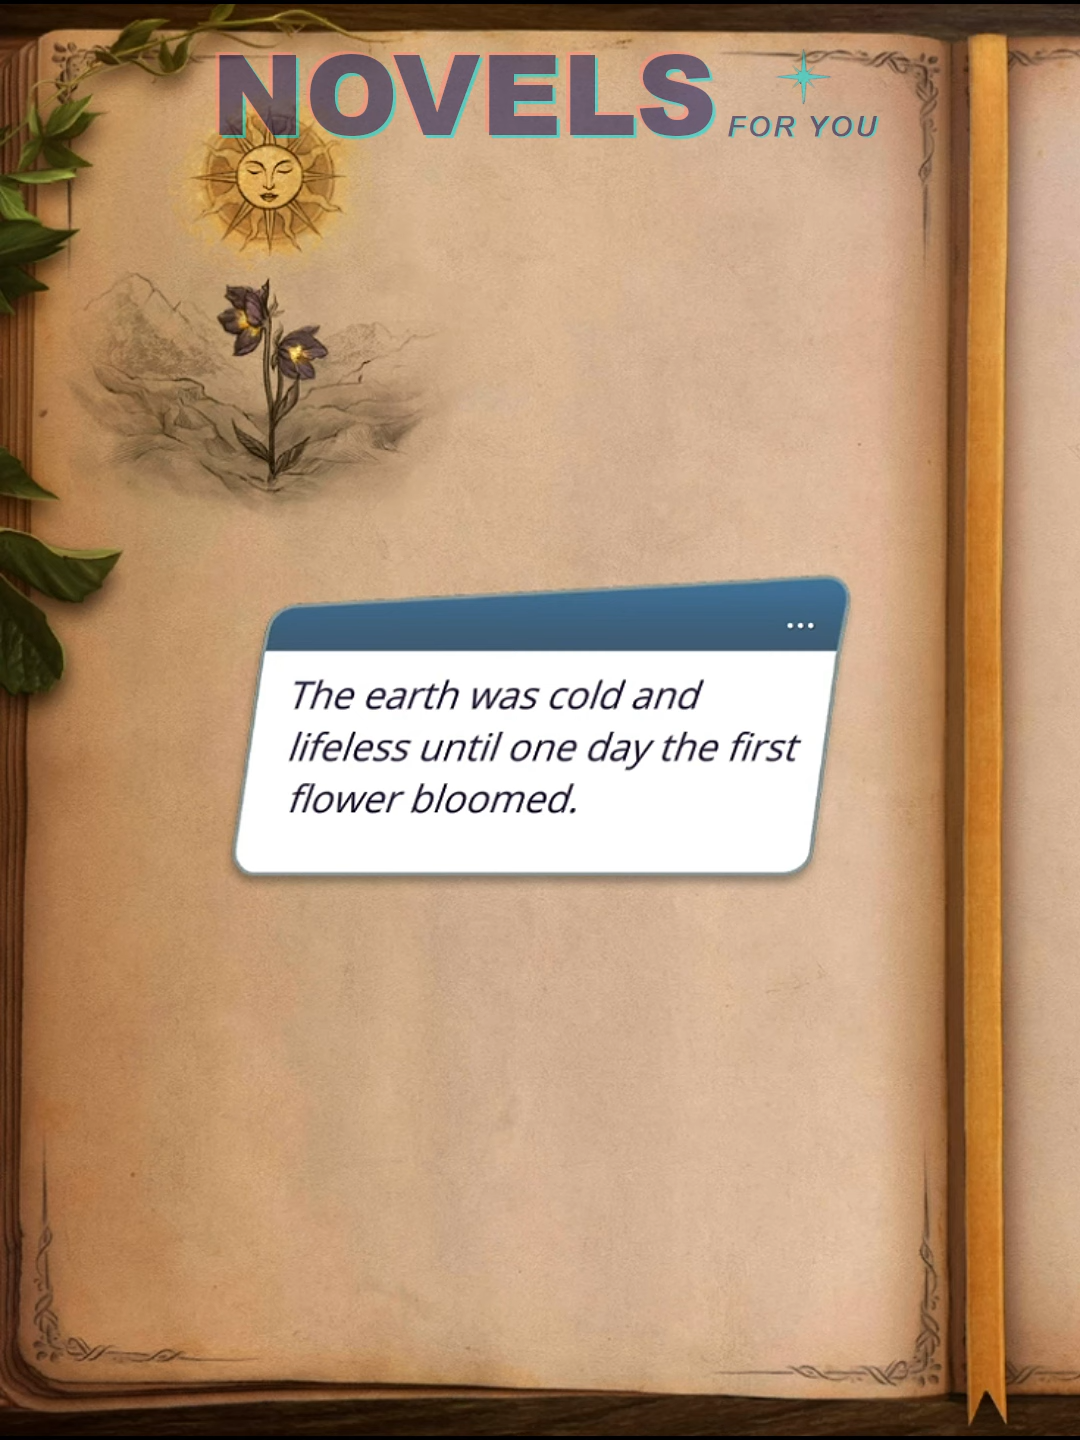 NOVELS
FOR YOU
The earth was cold and
lifeless until one day the first
flower bloomed.